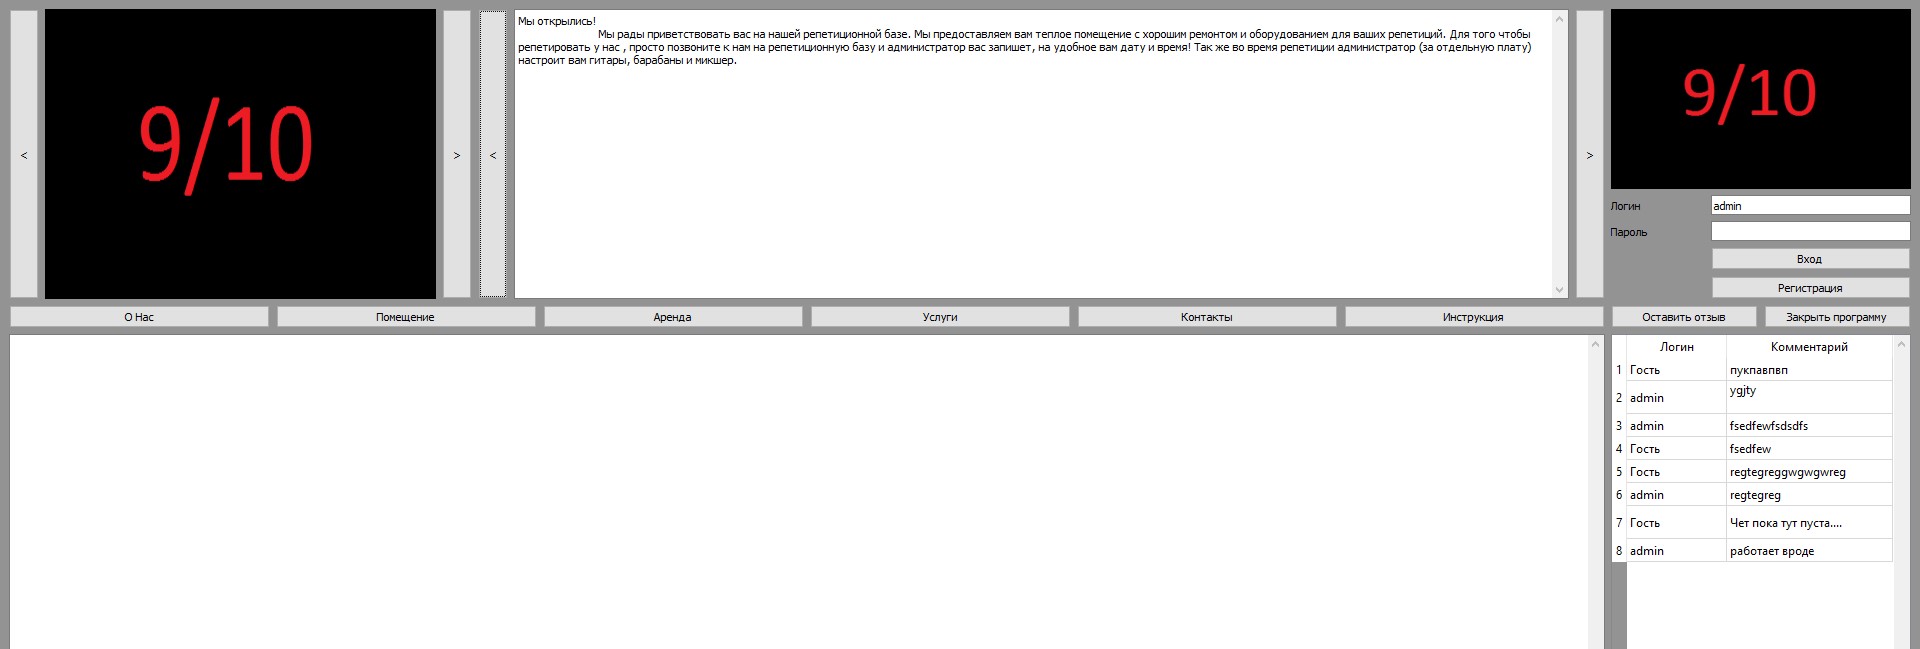 <
9/10
>
<
Мы открылись!
Мы рады приветствовать вас на нашей репетиционной базе. Мы предоставляем вам теплое помещение с хорошим ремонтом и оборудованием для ваших репетиций. Для того чтобы
репетировать у нас , просто позвоните к нам на репетиционную базу и администратор вас запишет, на удобное вам дату и время! Так же во время репетиции администратор (за отдельную плату)
настроит вам гитары, барабаны и микшер.
>
9/10
Логин admin
Пароль
Вход
Регистрация
О Нас Помещение Аренда Услуги Контакты Инструкция Оставить отзыв Закрыть программу
Логин Комментарий
1 Гость пукпавпвп
2 admin ygjty
3 admin fsedfewfsdsdfs
4 Гость fsedfew
5 Гость regtegreggwgwgwreg
6 admin regtegreg
7 Гость Чет пока тут пуста....
8 admin работает вроде